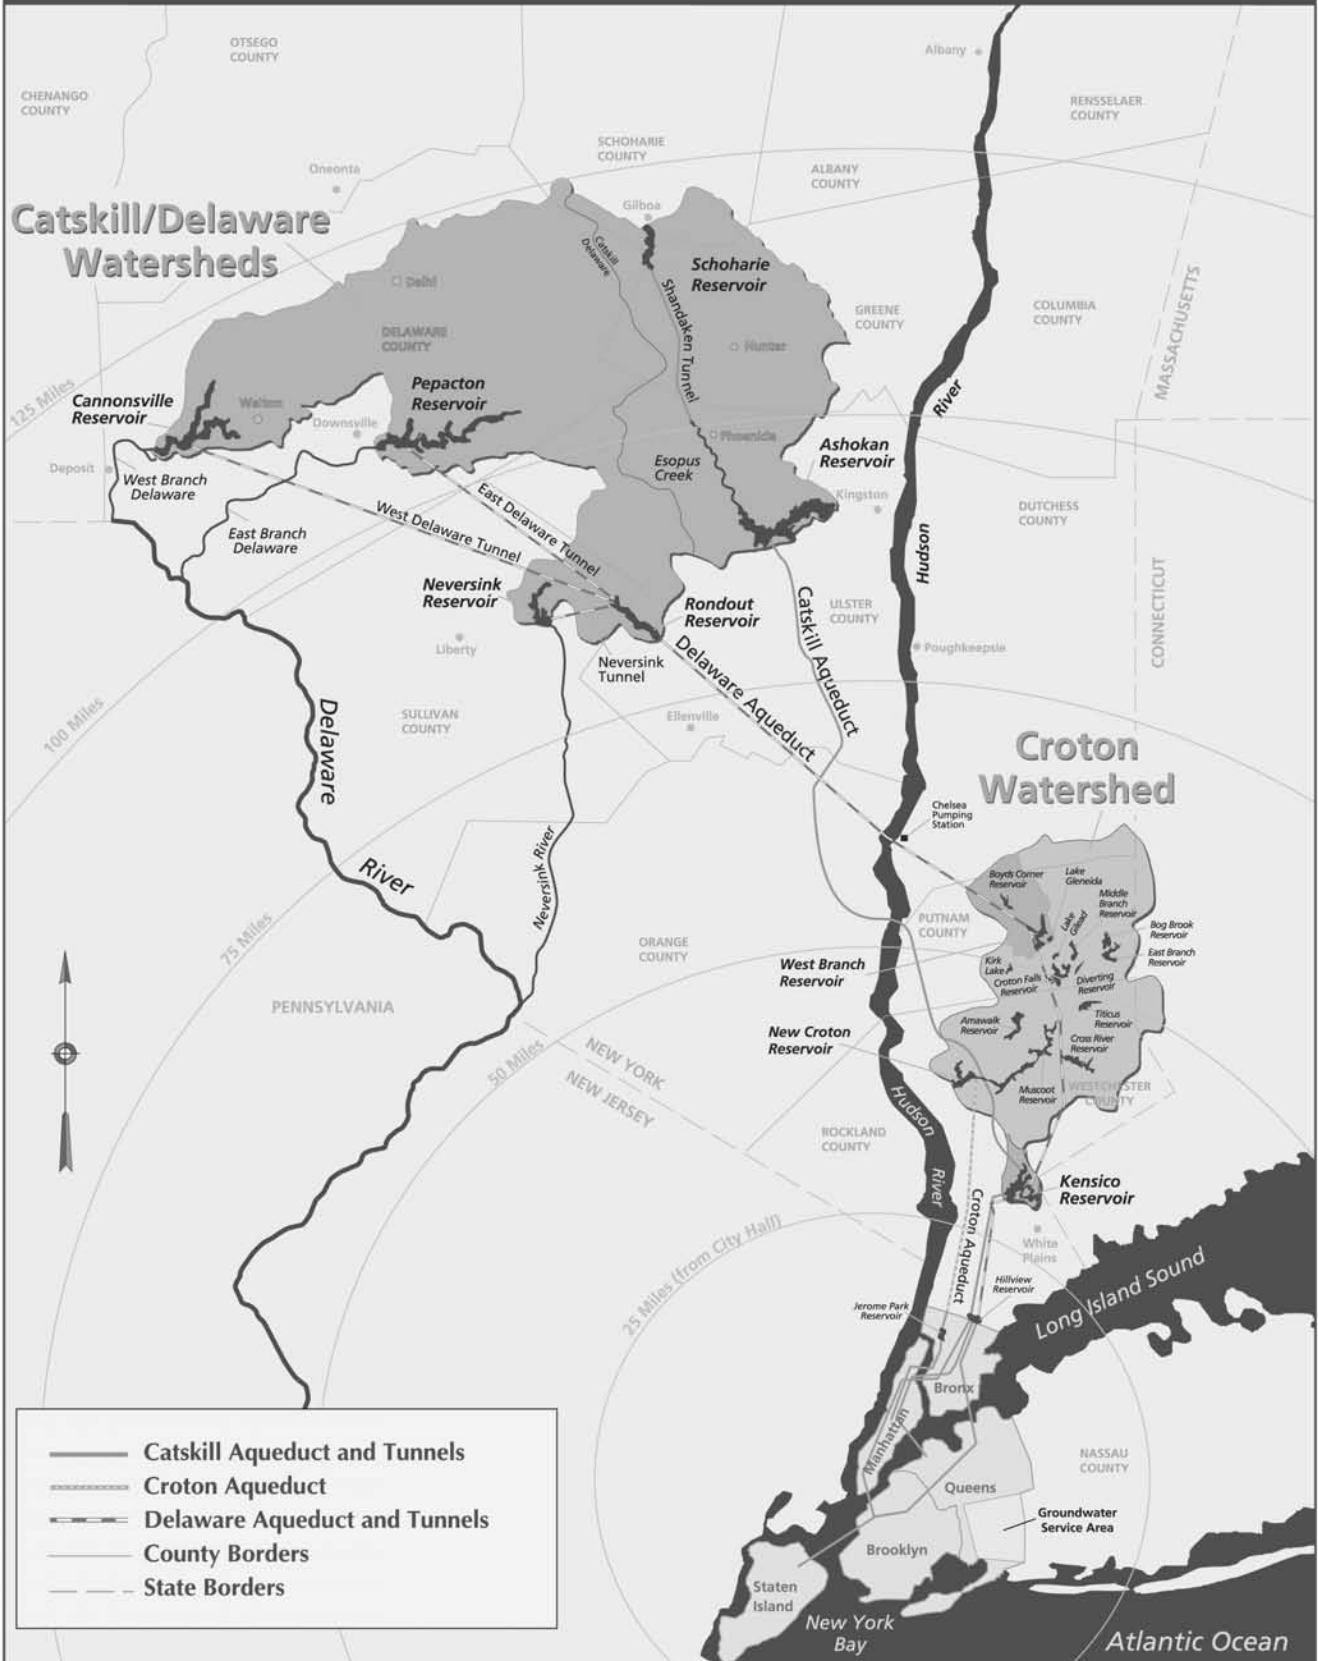 Albany
OTSEGO
COUNTY
CHENANGO
COUNTY
RENSSELAER
COUNTY
SCHOHARIE
COUNTY
ALBANY
COUNTY
Oneonta
Catskill/Delaware
Watersheds
Gilboa
Catskill
Delaware
Schoharie
Reservoir
Delhi
Shandaken Tunnel
GREENE
COUNTY
COLUMBIA
COUNTY
MASSACHUSETTS
DELAWARE
COUNTY
Hunter
125 Miles
Cannonsville
Reservoir
Walton
Pepacton
Reservoir
Downsville
River
Phoenicia
Ashokan
Reservoir
Deposit
West Branch
Delaware
Esopus
Creek
Kingston
East Delaware Tunnel
West Delaware Tunnel
East Branch
Delaware
DUTCHESS
COUNTY
Hudson
CONNECTICUT
Neversink
Reservoir
Rondout
Reservoir
Catskill Aqueduct
ULSTER
COUNTY
Liberty
Neversink
Tunnel
Delaware Aqueduct
Poughkeepsie
100 Miles
Delaware
SULLIVAN
COUNTY
Ellenville
Croton
Watershed
Chelsea
Pumping
Station
River
Neversink River
Boyds Corner
Reservoir
Lake
Gleneida
Middle
Branch
Reservoir
Lake
Gilead
75 Miles
PUTNAM
COUNTY
Bog Brook
Reservoir
East Branch
Reservoir
ORANGE
COUNTY
West Branch
Reservoir
Kirk
Lake
Croton Falls
Reservoir
Diverting
Reservoir
PENNSYLVANIA
Amawalk
Reservoir
Titicus
Reservoir
New Croton
Reservoir
Cross River
Reservoir
50 Miles
NEW YORK
NEW JERSEY
Muscoot
Reservoir
WESTCHESTER
COUNTY
Hudson
River
ROCKLAND
COUNTY
Kensico
Reservoir
Croton Aqueduct
White
Plains
25 Miles (from City Hall)
Hillview
Reservoir
Jerome Park
Reservoir
Long Island Sound
Bronx
Manhattan
NASSAU
COUNTY
Queens
Groundwater
Service Area
Brooklyn
Staten
Island
New York
Bay
Atlantic Ocean
Catskill Aqueduct and Tunnels
Croton Aqueduct
Delaware Aqueduct and Tunnels
County Borders
State Borders